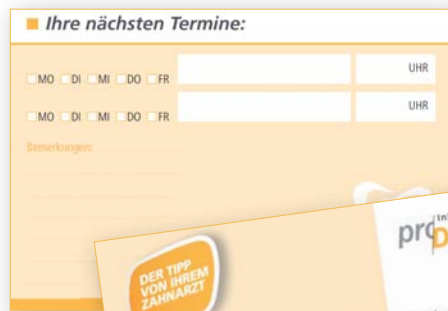 Ihre nächsten Termine:
MO DI MI DO FR UHR
MO DI MI DO FR UHR
Bemerkungen:
DER TIPP
VON IHREM
ZAHNARZT
pro